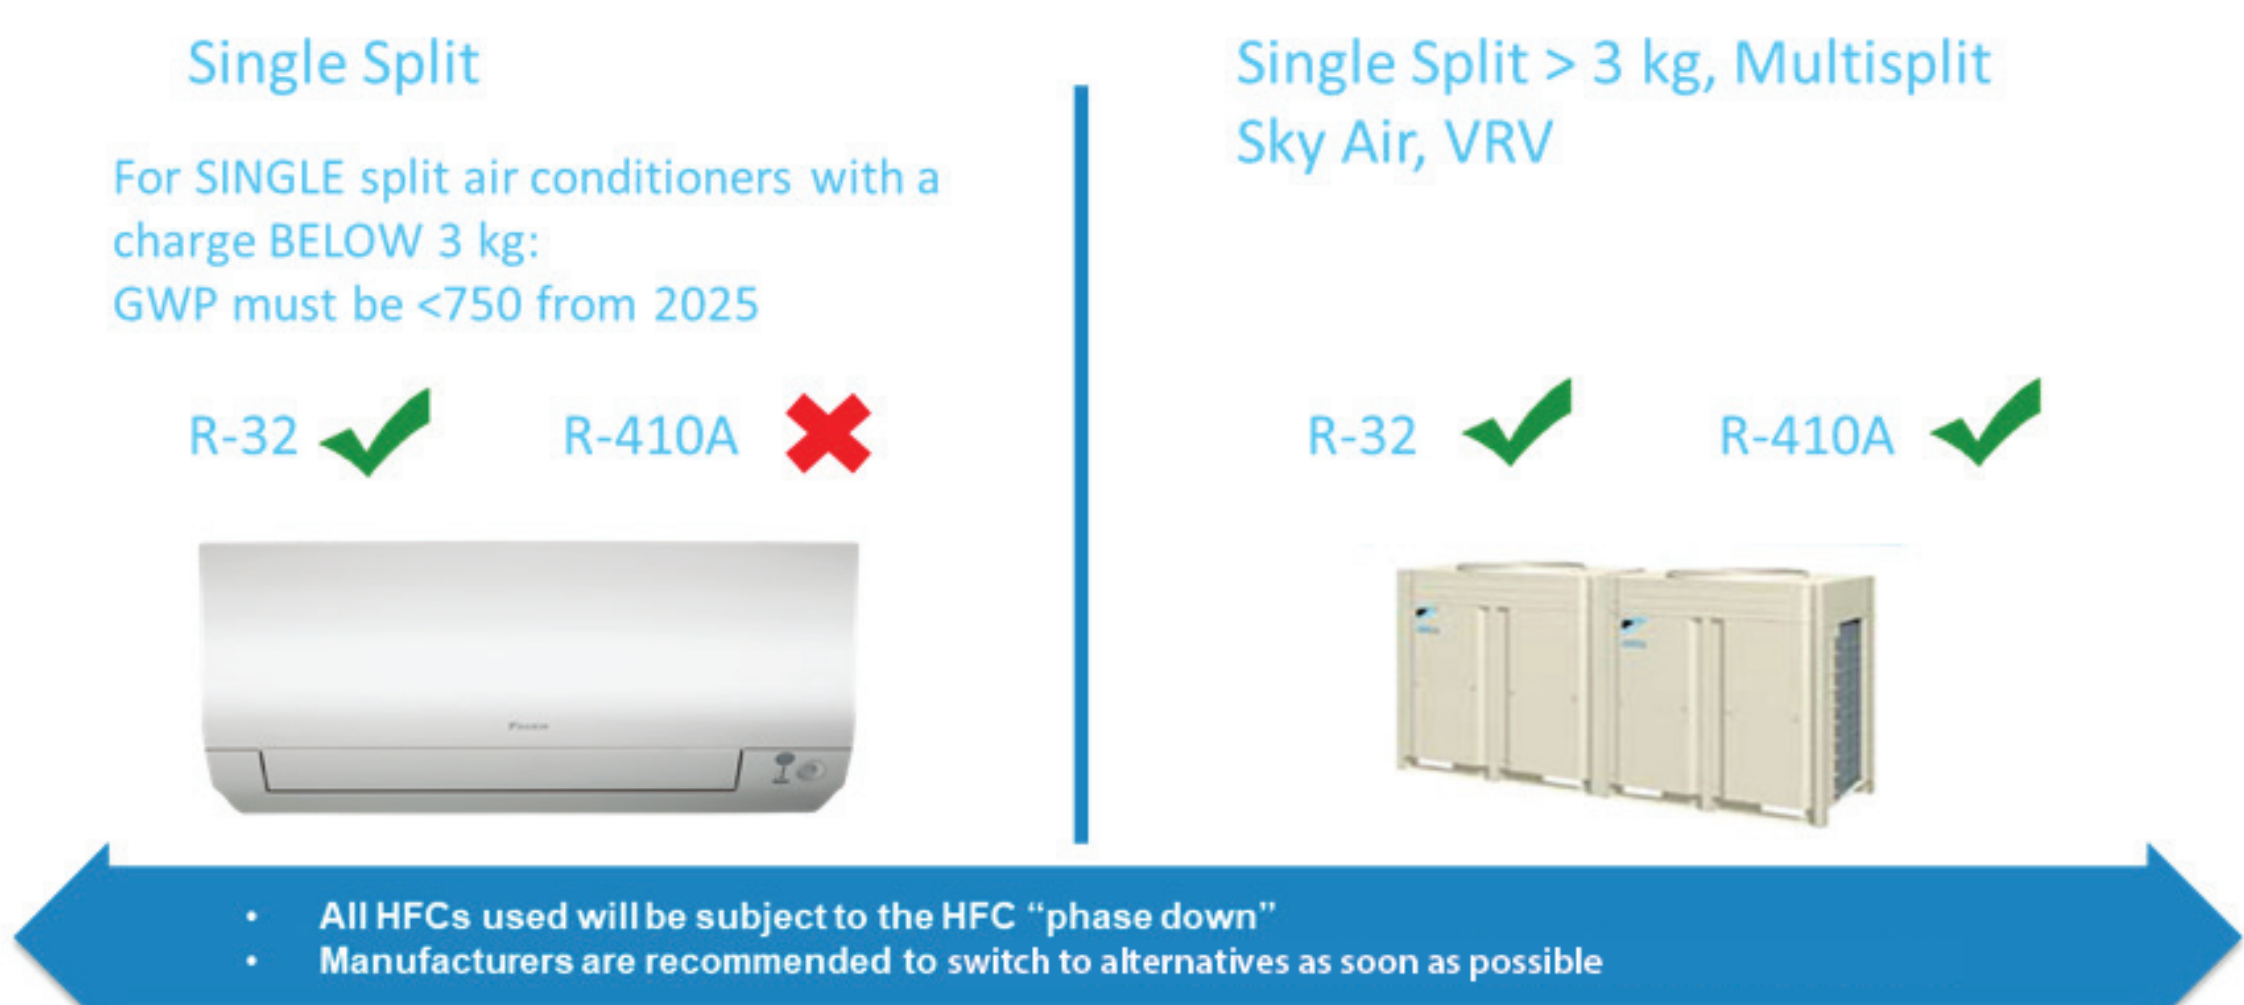 Single Split
For SINGLE split air conditioners with a
charge BELOW 3 kg:
GWP must be <750 from 2025
R-32
R-410A
Single Split > 3 kg, Multisplit
Sky Air, VRV
R-32
R-410A
DAIKIN
• All HFCs used will be subject to the HFC “phase down”
• Manufacturers are recommended to switch to alternatives as soon as possible